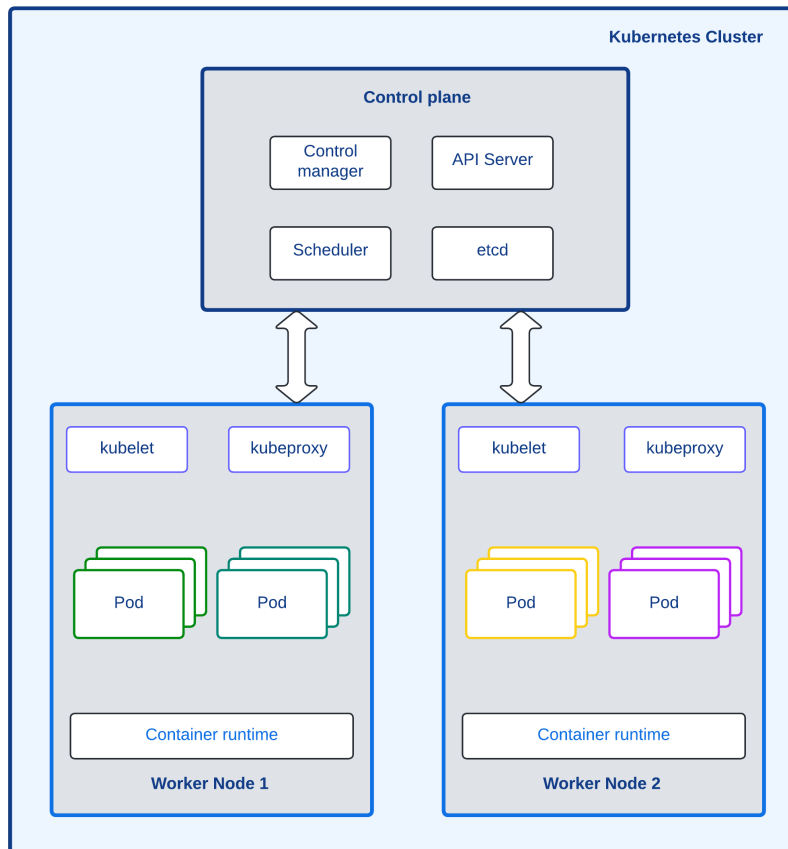 Kubernetes Cluster
Control plane
Control
manager
API Server
Scheduler
etcd
kubelet
kubeproxy
Pod
Pod
Container runtime
Worker Node 1
kubelet
kubeproxy
Pod
Pod
Container runtime
Worker Node 2